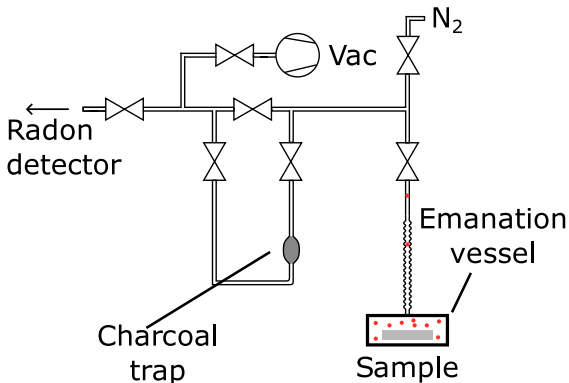 N₂
Vac
Radon
detector
Emanation
vessel
Charcoal
trap
Sample